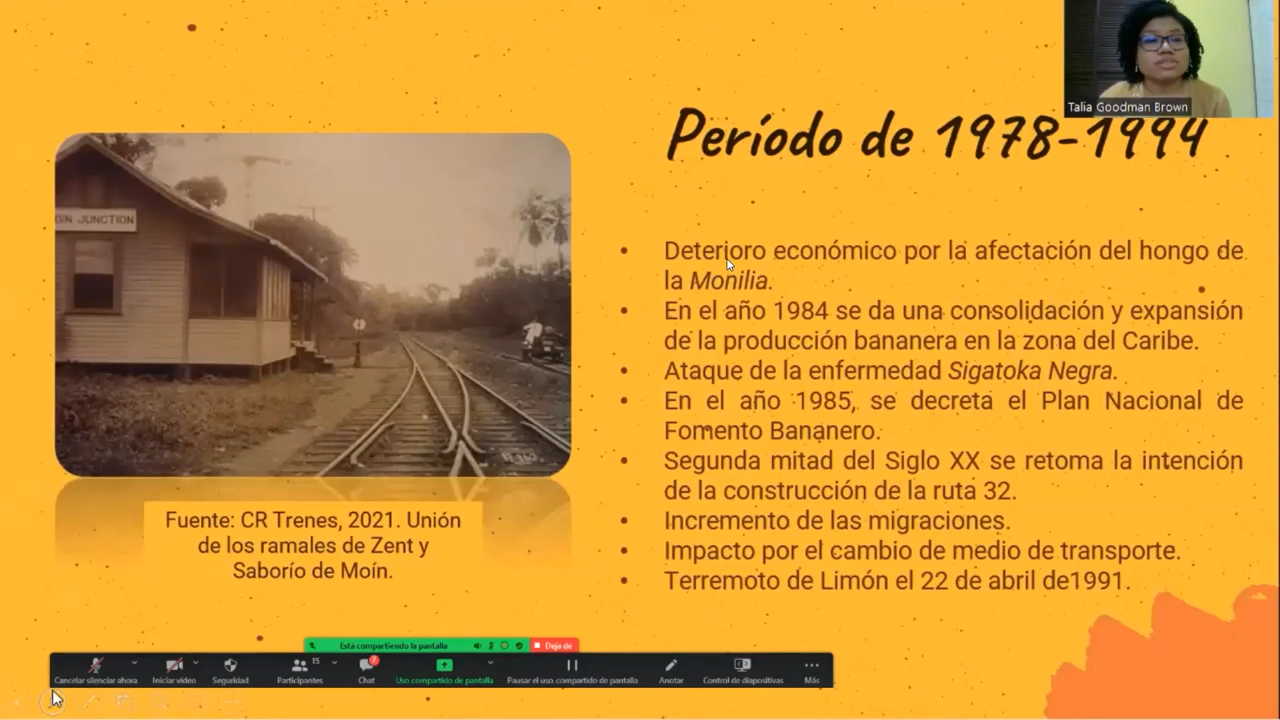 Talia Goodman Brown
Período de 1978-1994
OIN JUNCTION
Deterioro económico por la afectación del hongo de
la Monilia.
En el año 1984 se da una consolidación y expansión
de la producción bananera en la zona del Caribe.
Ataque de la enfermedad Sigatoka Negra.
En el año 1985, se decreta el Plan Nacional de
Fomento Bananero.
Segunda mitad del Siglo XX se retoma la intención
de la construcción de la ruta 32.
Incremento de las migraciones.
Impacto por el cambio de medio de transporte.
Terremoto de Limón el 22 de abril de1991.
Fuente: CR Trenes, 2021. Unión
de los ramales de Zent y
Saborío de Moín.
Está compartiendo la pantalla
Deja de
15
7
Cancelar silenciar ahora
Iniciar video
Seguridad
Participantes
Chat
Uso compartido de pantalla
Pausar el uso compartido de pantalla
Anotar
Control de diapositivas
Más